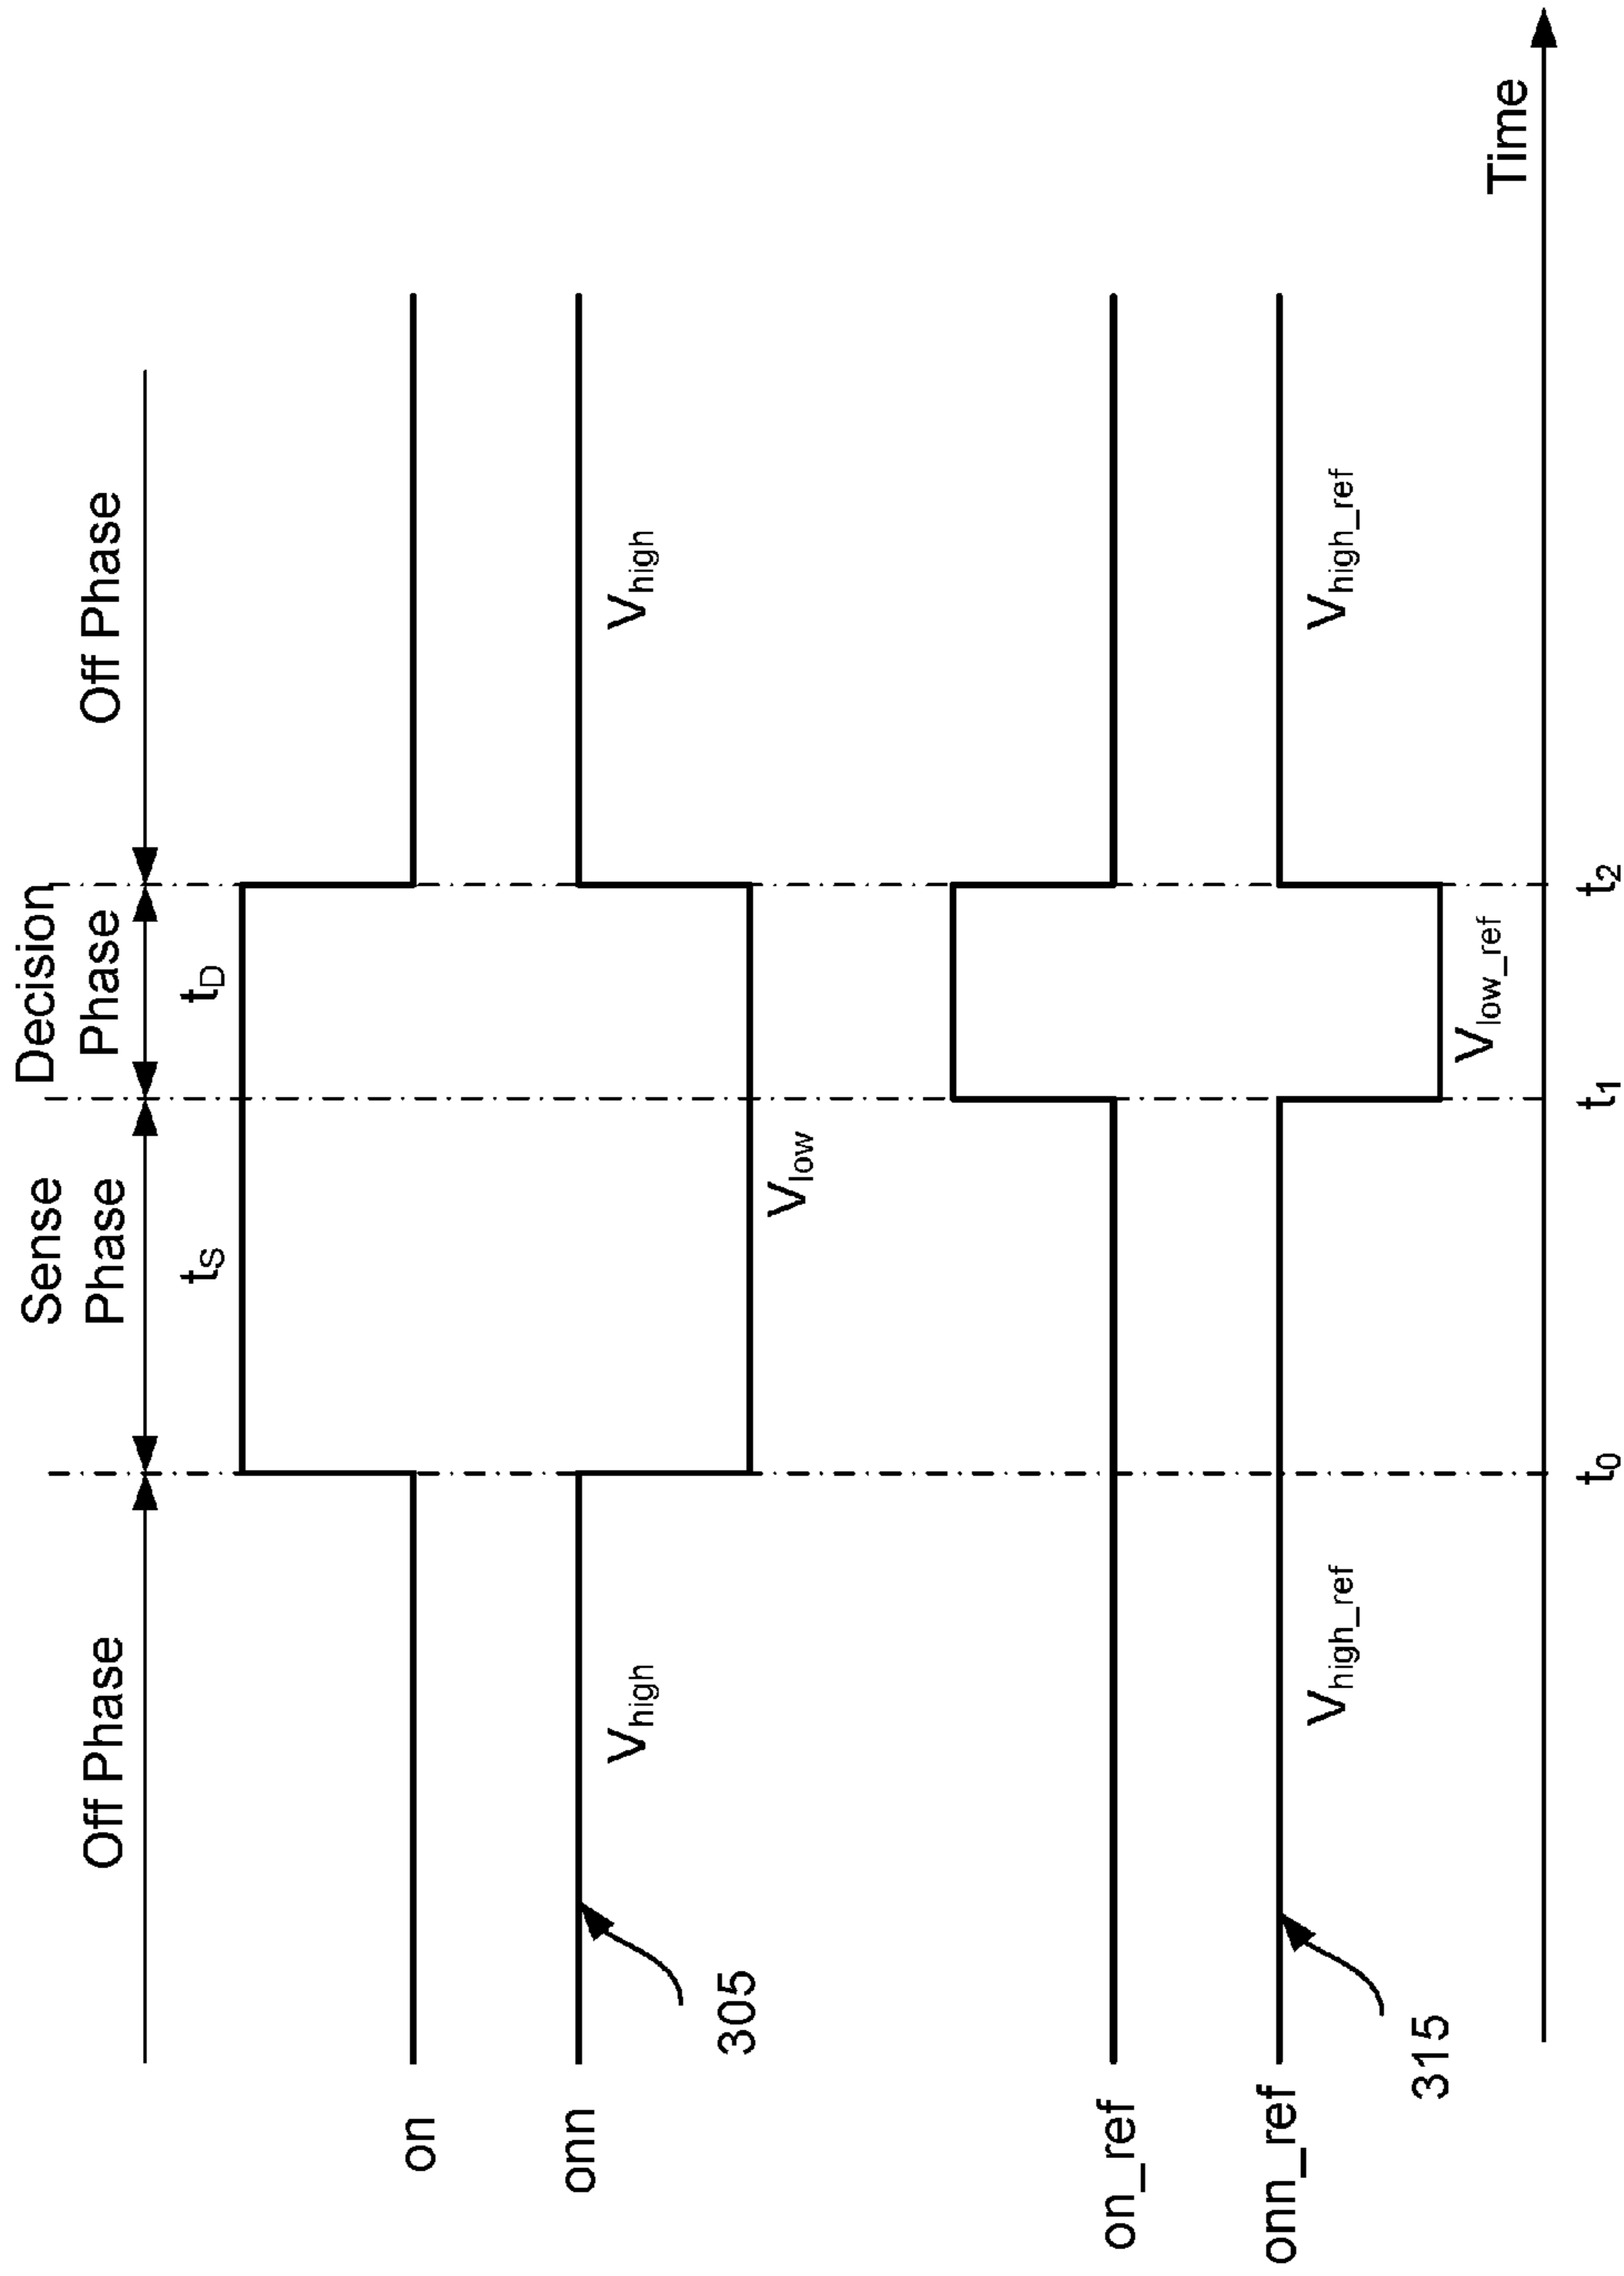 Off Phase
Sense
Phase
Decision
Phase
Off Phase
tS
tD
on
onn
Vhigh
Vhigh
305
Vlow
on_ref
onn_ref
Vhigh_ref
Vhigh_ref
315
Vlow_ref
Time
t0
t1
t2